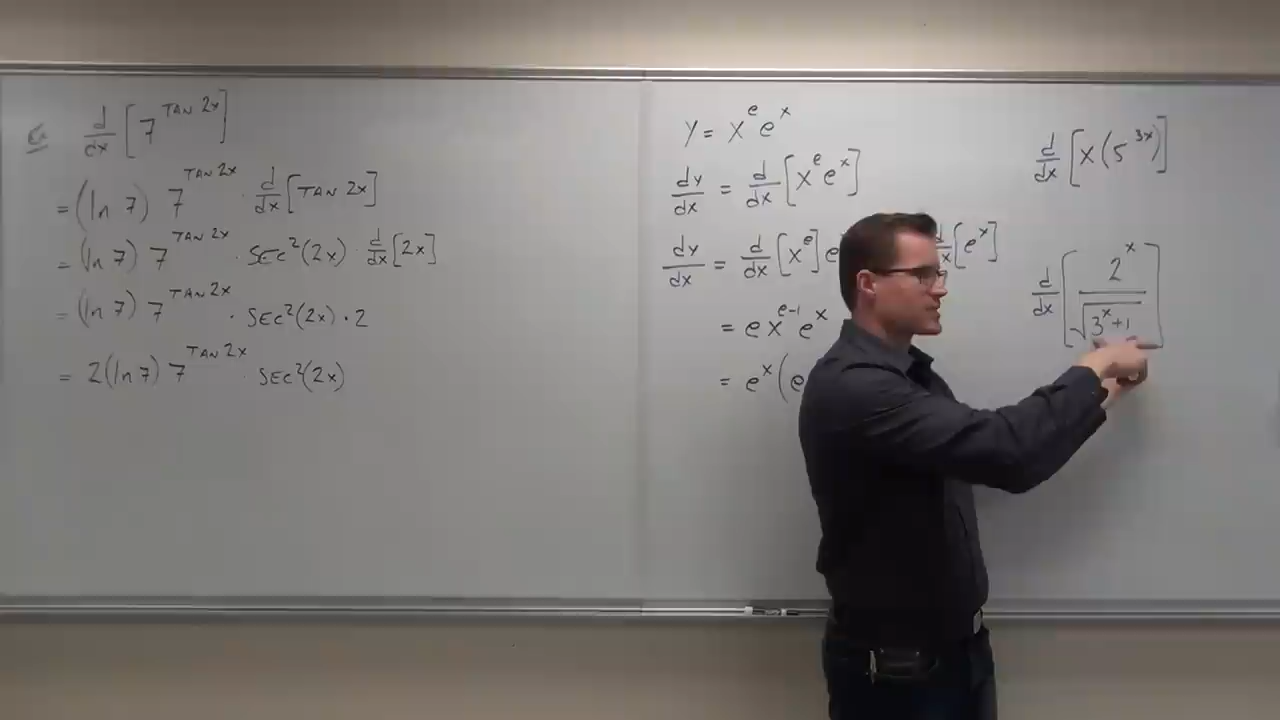 Ex d/dx [7^TAN 2x]
= (ln 7) 7^TAN 2x · d/dx [TAN 2x]
= (ln 7) 7^TAN 2x · SEC²(2x) · d/dx [2x]
= (ln 7) 7^TAN 2x · SEC²(2x) · 2
= 2(ln 7) 7^TAN 2x · SEC²(2x)
Y = x^e e^x
dy/dx = d/dx [x^e e^x]
dy/dx = d/dx [x^e] e [e^x]
= ex^(e-1) e^x
= e^x (e
d/dx [x(5^3x)]
d/dx [2^x / √(3^x+1)]